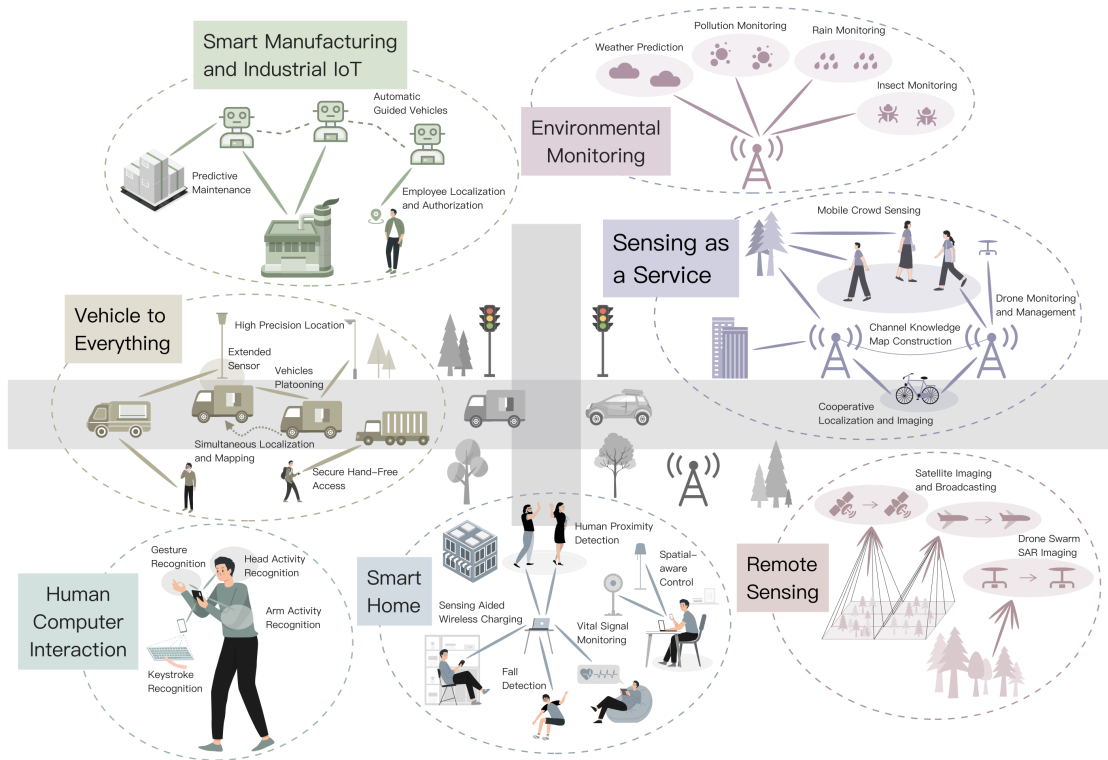 Smart Manufacturing
and Industrial IoT
Automatic
Guided Vehicles
Predictive
Maintenance
Employee Localization
and Authorization
Environmental
Monitoring
Weather Prediction
Pollution Monitoring
Rain Monitoring
Insect Monitoring
Sensing as
a Service
Mobile Crowd Sensing
Drone Monitoring
and Management
Channel Knowledge
Map Construction
Cooperative
Localization and Imaging
Vehicle to
Everything
High Precision Location
Extended
Sensor
Vehicles
Platooning
Simultaneous Localization
and Mapping
Secure Hand-Free
Access
Human
Computer
Interaction
Gesture
Recognition
Head Activity
Recognition
Arm Activity
Recognition
Keystroke
Recognition
Smart
Home
Human Proximity
Detection
Spatial-
aware
Control
Sensing Aided
Wireless Charging
Vital Signal
Monitoring
Fall
Detection
Remote
Sensing
Satellite Imaging
and Broadcasting
Drone Swarm
SAR Imaging